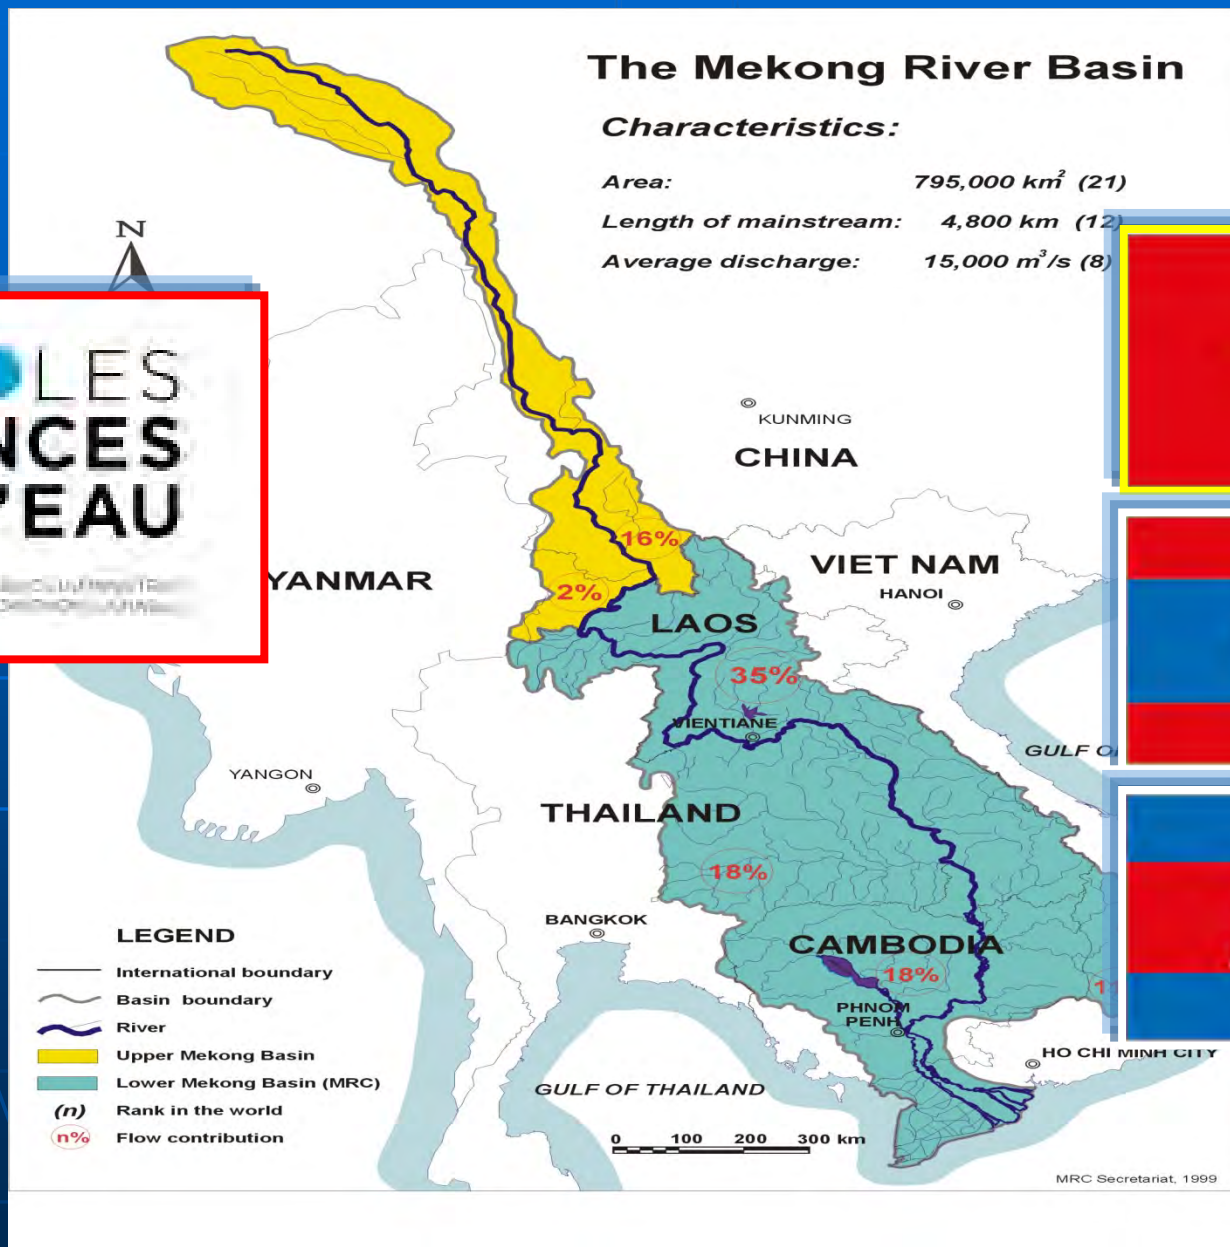 The Mekong River Basin
Characteristics:
Area: 795,000 km² (21)
Length of mainstream: 4,800 km (12)
Average discharge: 15,000 m³/s (8)
N
LES
NCES
'EAU
KUNMING
CHINA
16%
2%
YANMAR
VIET NAM
HANOI
LAOS
35%
VIENTIANE
GULF O
YANGON
THAILAND
18%
BANGKOK
CAMBODIA
18%
11
PHNOM
PENH
HO CHI MINH CITY
GULF OF THAILAND
LEGEND
International boundary
Basin boundary
River
Upper Mekong Basin
Lower Mekong Basin (MRC)
(n) Rank in the world
n% Flow contribution
0 100 200 300 km
MRC Secretariat, 1999